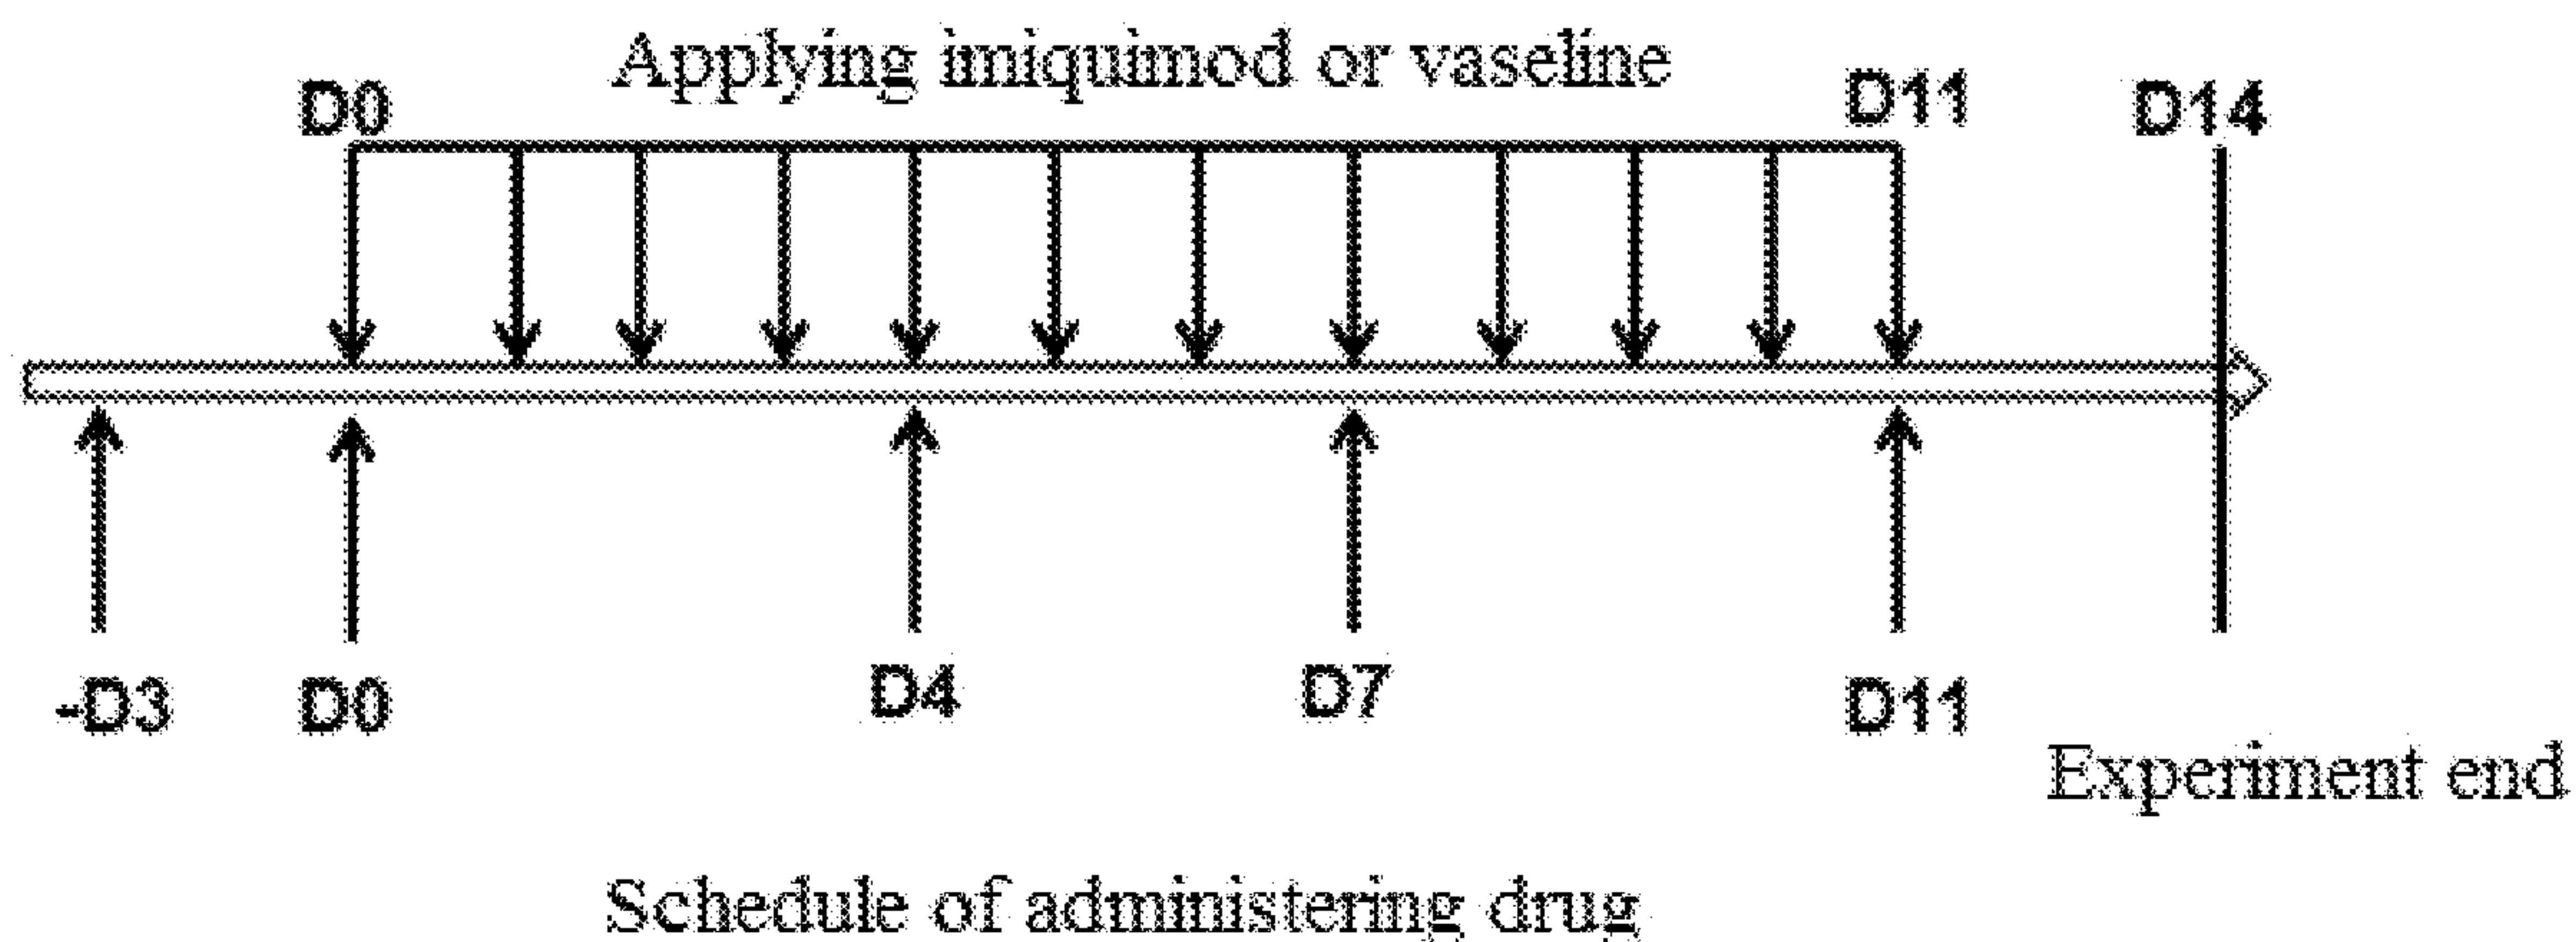 Applying imiquimod or vaseline
D0 D11 D14
-D3 D0 D4 D7 D11
Experiment end
Schedule of administering drug